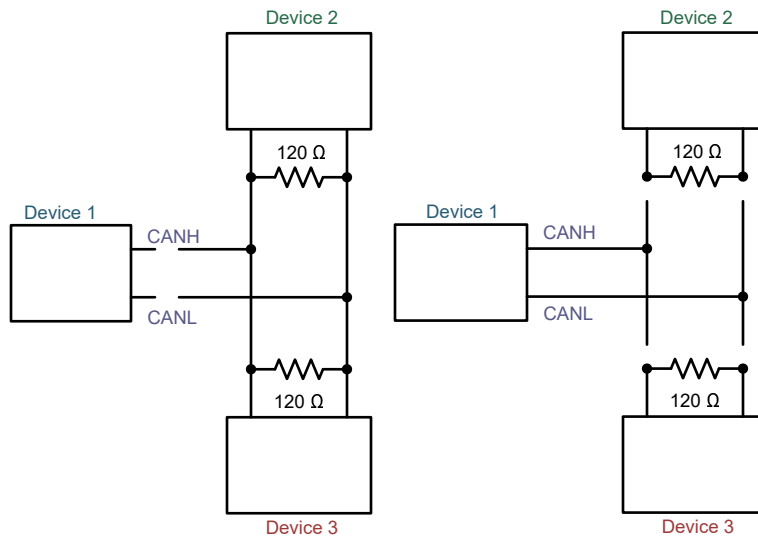 Device 2
120 Ω
Device 1
CANH
CANL
120 Ω
Device 3
Device 2
120 Ω
Device 1
CANH
CANL
120 Ω
Device 3